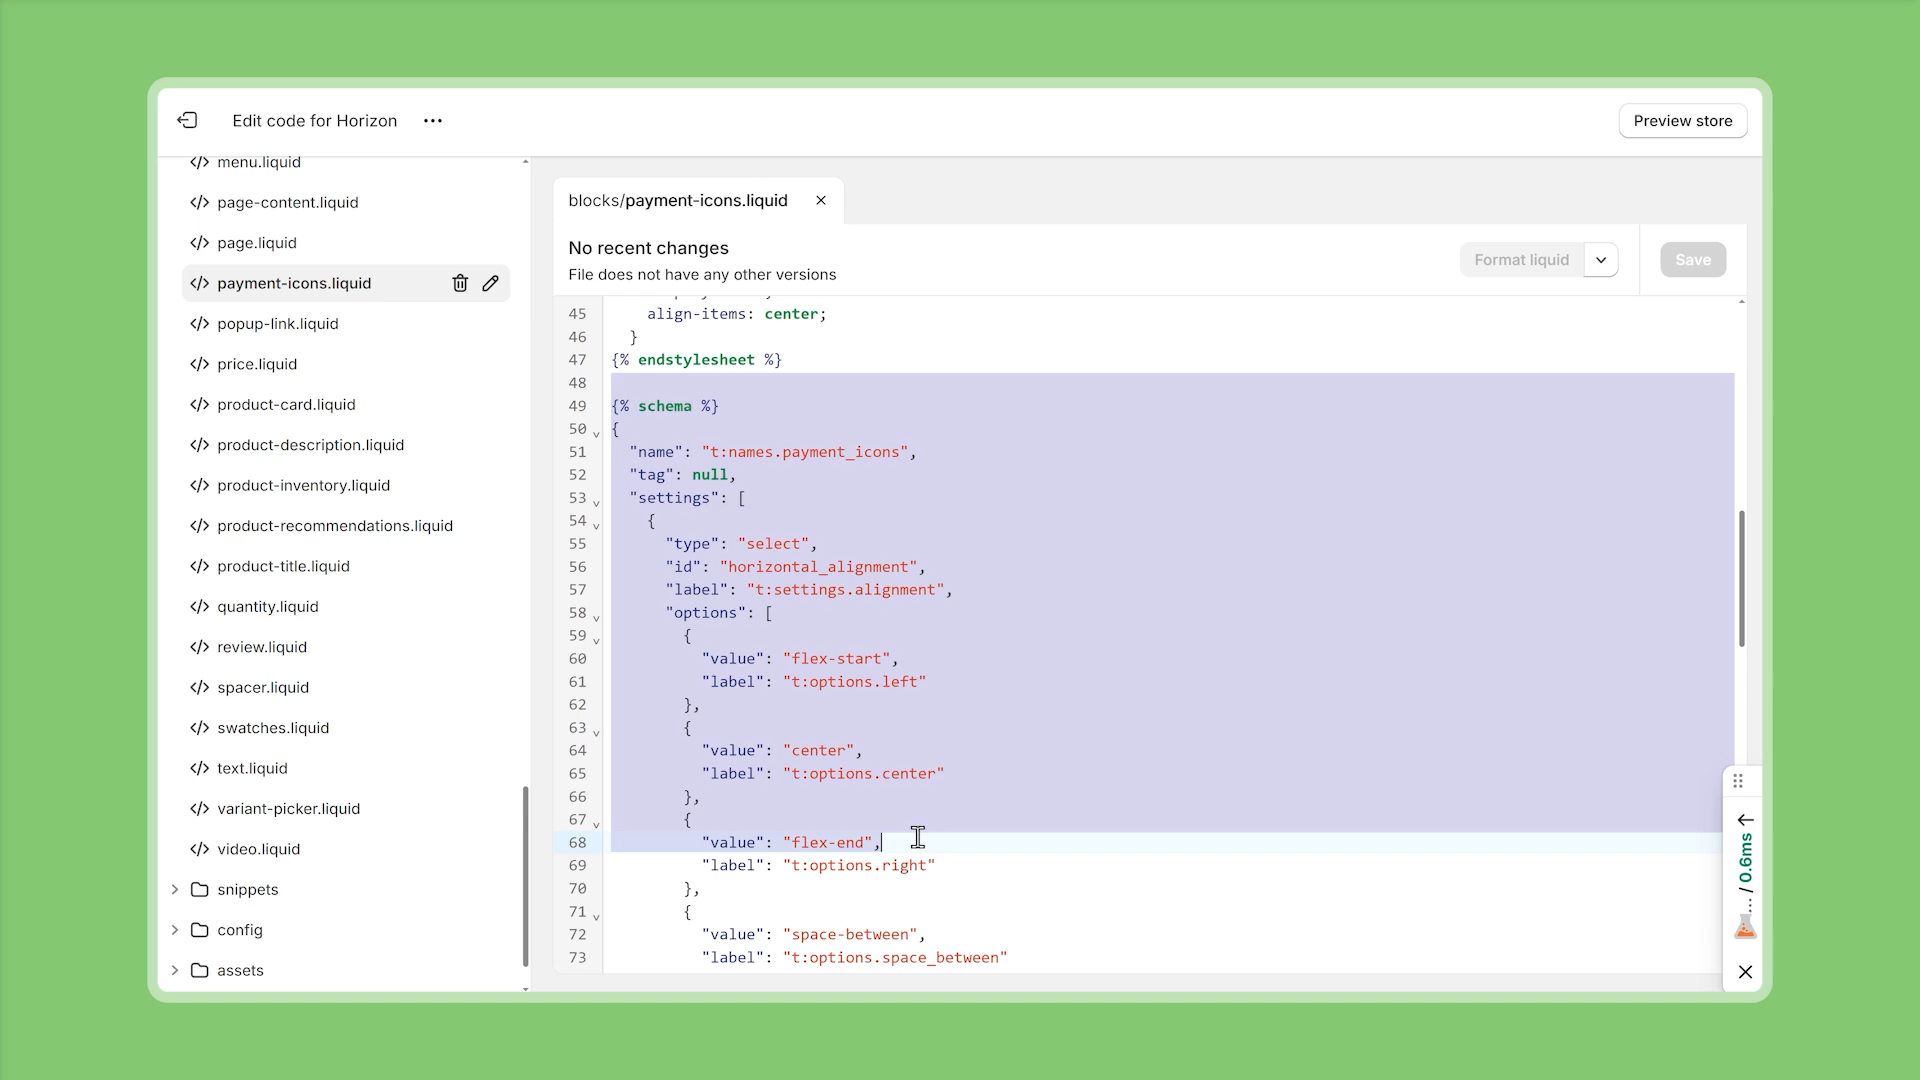 Edit code for Horizon
Preview store
menu.liquid
page-content.liquid
page.liquid
payment-icons.liquid
popup-link.liquid
price.liquid
product-card.liquid
product-description.liquid
product-inventory.liquid
product-recommendations.liquid
product-title.liquid
quantity.liquid
review.liquid
spacer.liquid
swatches.liquid
text.liquid
variant-picker.liquid
video.liquid
snippets
config
assets
blocks/payment-icons.liquid
No recent changes
File does not have any other versions
Format liquid
Save
45 align-items: center;
46 }
47 {% endstylesheet %}
48
49 {% schema %}
50 {
51 "name": "t:names.payment_icons",
52 "tag": null,
53 "settings": [
54 {
55 "type": "select",
56 "id": "horizontal_alignment",
57 "label": "t:settings.alignment",
58 "options": [
59 {
60 "value": "flex-start",
61 "label": "t:options.left"
62 },
63 {
64 "value": "center",
65 "label": "t:options.center"
66 },
67 {
68 "value": "flex-end",
69 "label": "t:options.right"
70 },
71 {
72 "value": "space-between",
73 "label": "t:options.space_between"
... / 0.6ms